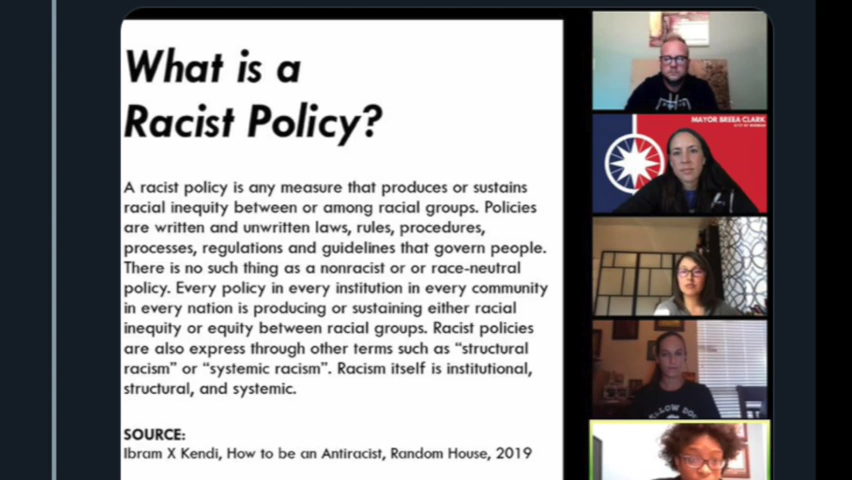 What is a
Racist Policy?
A racist policy is any measure that produces or sustains
racial inequity between or among racial groups. Policies
are written and unwritten laws, rules, procedures,
processes, regulations and guidelines that govern people.
There is no such thing as a nonracist or or race-neutral
policy. Every policy in every institution in every community
in every nation is producing or sustaining either racial
inequity or equity between racial groups. Racist policies
are also express through other terms such as “structural
racism” or “systemic racism”. Racism itself is institutional,
structural, and systemic.
SOURCE:
Ibram X Kendi, How to be an Antiracist, Random House, 2019
MAYOR BREEA CLARK